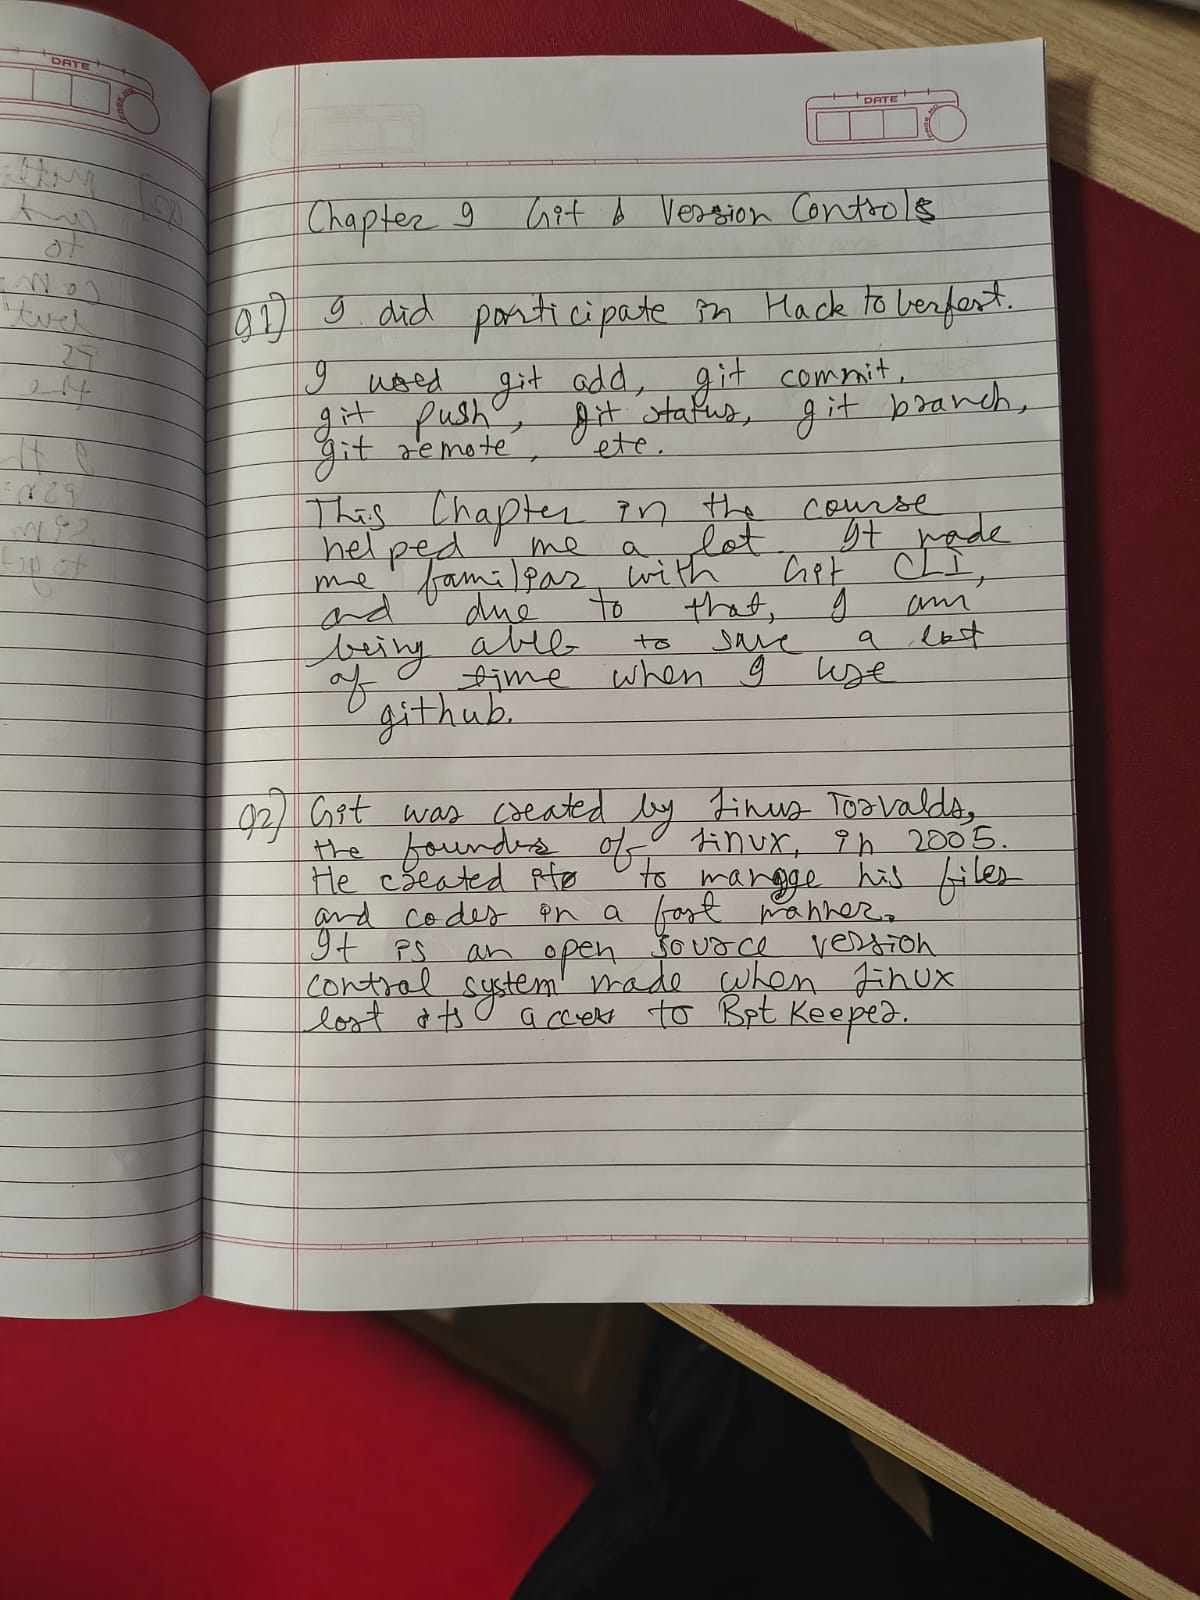 DATE
DATE
PAGE NO.
Chapter 9 Git & Version Controls
Q1) I did participate in Hacktoberfest.
I used git add, git commit,
git push, git status, git branch,
git remote, etc.
This Chapter in the course
helped me a lot. It made
me familiar with Git CLI,
and due to that, I am
being able to save a lot
of time when I use
github.
Q2) Git was created by Linus Torvalds,
the founder of Linux, in 2005.
He created it to manage his files
and codes in a fast manner.
It is an open source version
control system made when Linux
lost its access to BitKeeper.